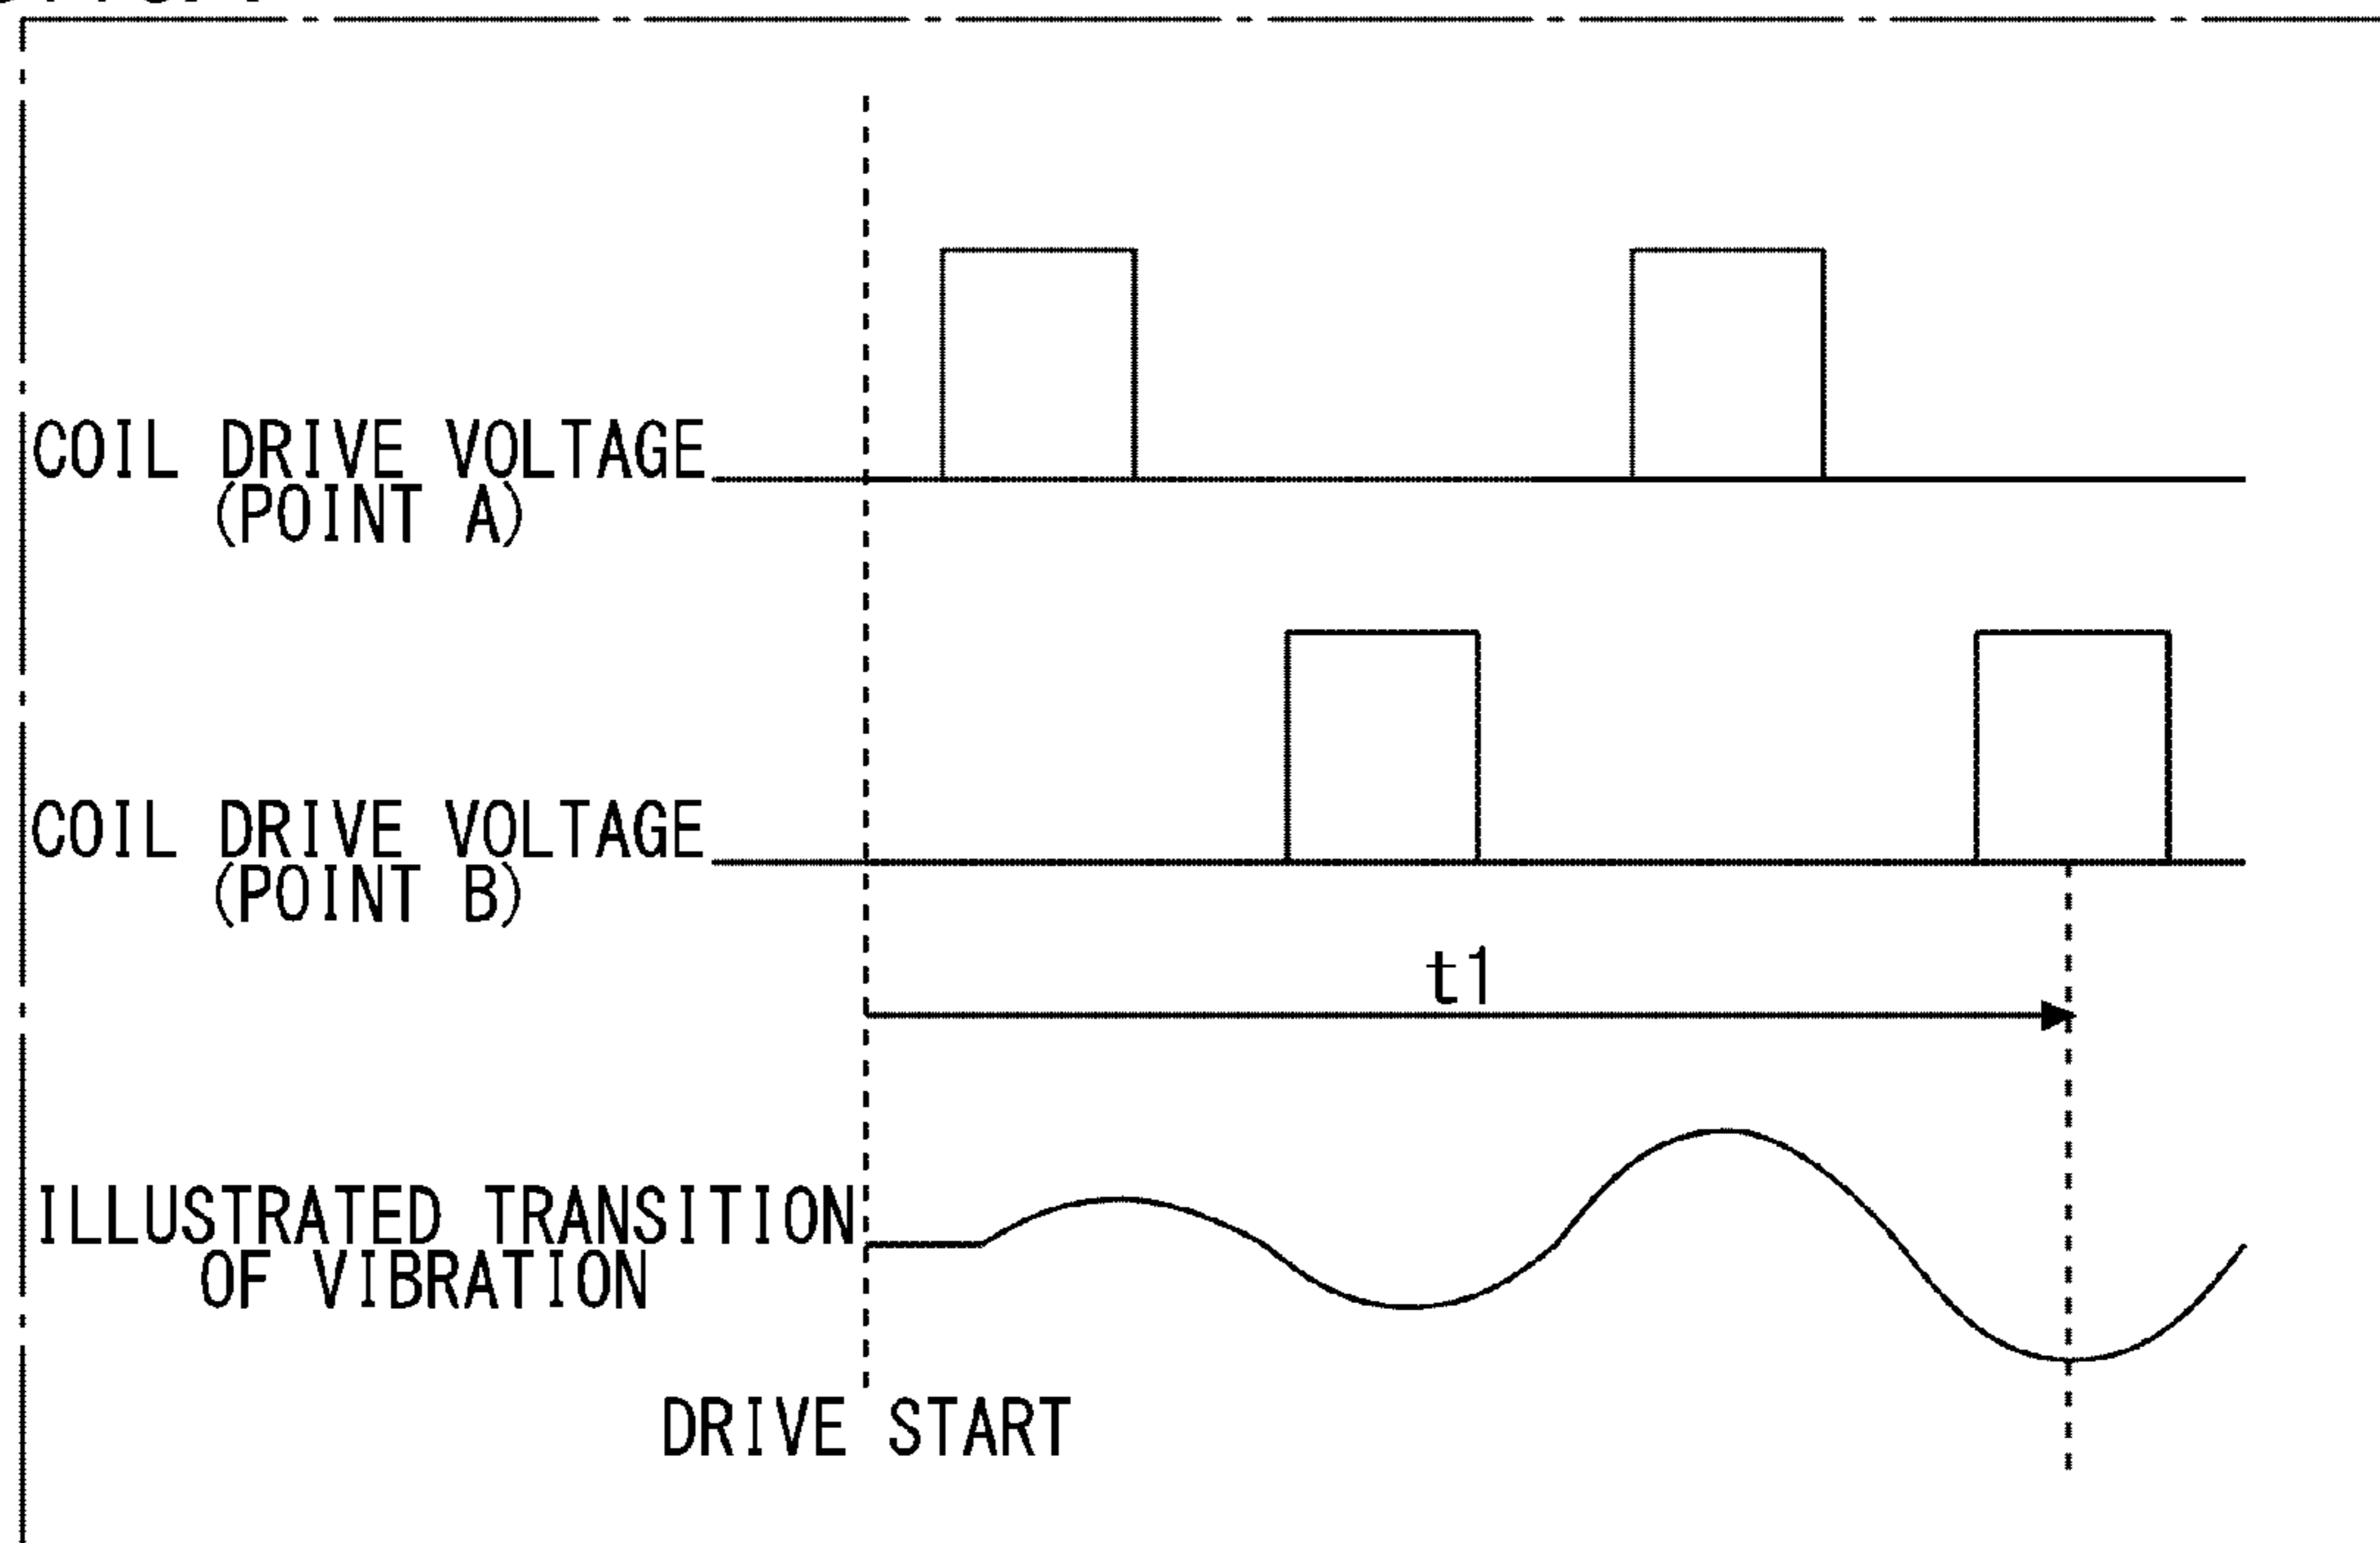 COIL DRIVE VOLTAGE
(POINT A)
COIL DRIVE VOLTAGE
(POINT B)
t1
ILLUSTRATED TRANSITION
OF VIBRATION
DRIVE START